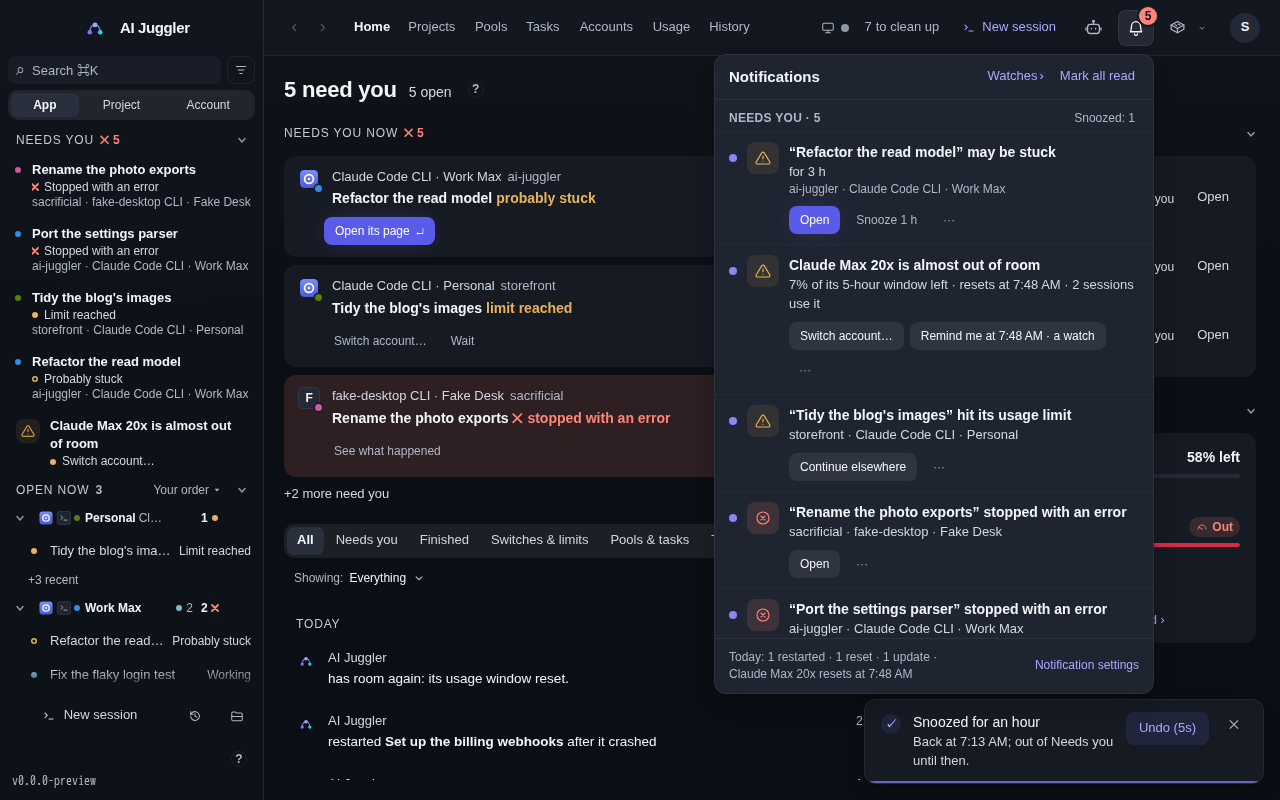 AI Juggler
Search ⌘K
App Project Account
NEEDS YOU 5
Rename the photo exports
Stopped with an error
sacrificial · fake-desktop CLI · Fake Desk
Port the settings parser
Stopped with an error
ai-juggler · Claude Code CLI · Work Max
Tidy the blog's images
Limit reached
storefront · Claude Code CLI · Personal
Refactor the read model
Probably stuck
ai-juggler · Claude Code CLI · Work Max
Claude Max 20x is almost out
of room
Switch account…
OPEN NOW 3 Your order
Personal Cl… 1
Tidy the blog's ima… Limit reached
+3 recent
Work Max 2 2
Refactor the read… Probably stuck
Fix the flaky login test Working
New session
?
v0.0.0-preview
Home Projects Pools Tasks Accounts Usage History 7 to clean up New session 5 S
5 need you 5 open ?
NEEDS YOU NOW 5
Claude Code CLI · Work Max ai-juggler
Refactor the read model probably stuck
Open its page
Claude Code CLI · Personal storefront
Tidy the blog's images limit reached
Switch account… Wait
F
fake-desktop CLI · Fake Desk sacrificial
Rename the photo exports stopped with an error
See what happened
+2 more need you
All Needs you Finished Switches & limits Pools & tasks
Showing: Everything
TODAY
AI Juggler
has room again: its usage window reset.
AI Juggler
restarted Set up the billing webhooks after it crashed
you Open
you Open
you Open
58% left
Out
Notifications Watches › Mark all read
NEEDS YOU · 5 Snoozed: 1
“Refactor the read model” may be stuck
for 3 h
ai-juggler · Claude Code CLI · Work Max
Open Snooze 1 h ···
Claude Max 20x is almost out of room
7% of its 5-hour window left · resets at 7:48 AM · 2 sessions
use it
Switch account… Remind me at 7:48 AM · a watch
···
“Tidy the blog's images” hit its usage limit
storefront · Claude Code CLI · Personal
Continue elsewhere ···
“Rename the photo exports” stopped with an error
sacrificial · fake-desktop · Fake Desk
Open ···
“Port the settings parser” stopped with an error
ai-juggler · Claude Code CLI · Work Max
Today: 1 restarted · 1 reset · 1 update ·
Claude Max 20x resets at 7:48 AM
Notification settings
Snoozed for an hour
Back at 7:13 AM; out of Needs you
until then.
Undo (5s)